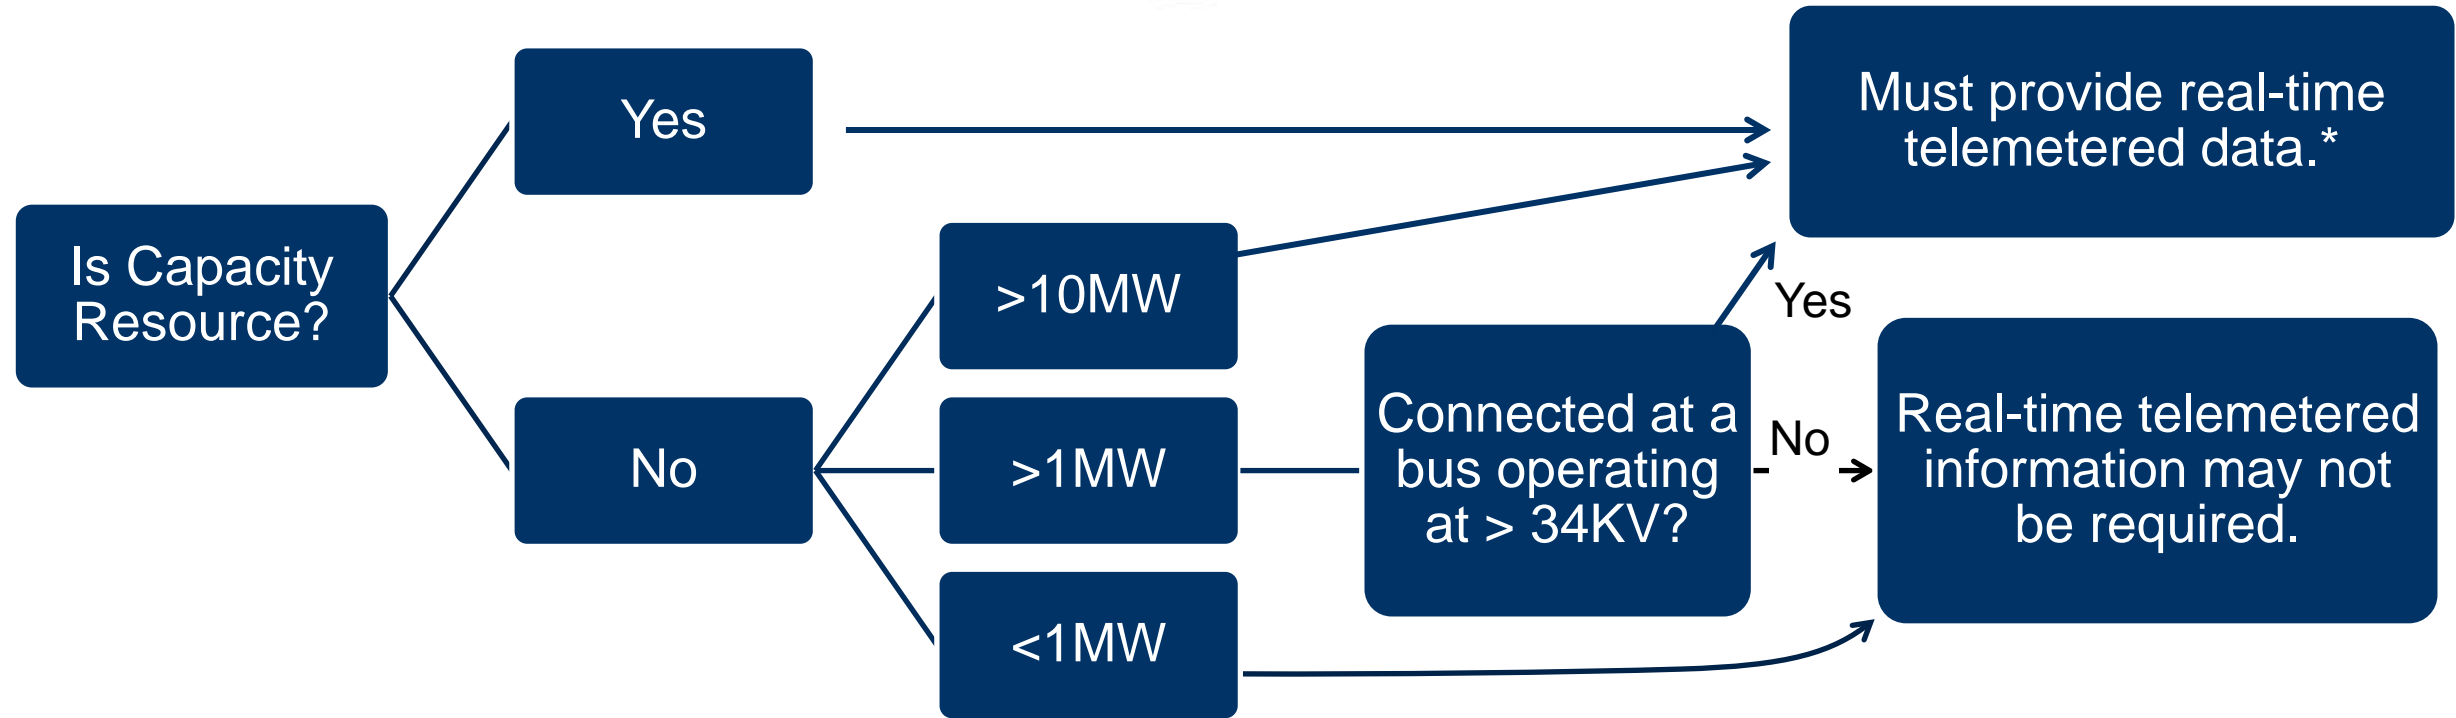 Is Capacity
Resource?
Yes
No
>10MW
>1MW
<1MW
Connected at a
bus operating
at > 34KV?
Yes
No
Must provide real-time
telemetered data.*
Real-time telemetered
information may not
be required.